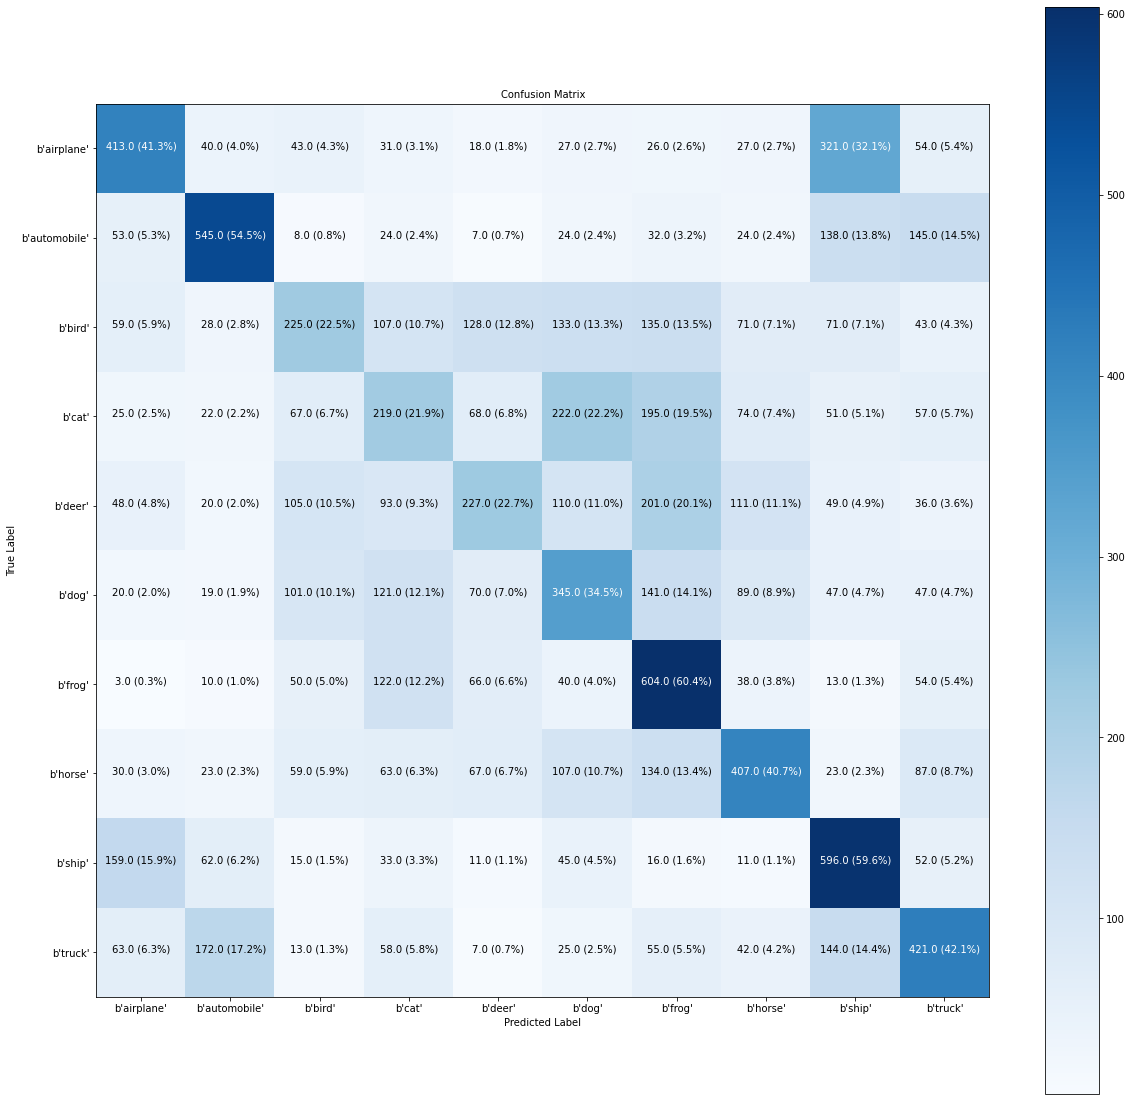 Confusion Matrix
b'airplane' 413.0 (41.3%) 40.0 (4.0%) 43.0 (4.3%) 31.0 (3.1%) 18.0 (1.8%) 27.0 (2.7%) 26.0 (2.6%) 27.0 (2.7%) 321.0 (32.1%) 54.0 (5.4%)
b'automobile' 53.0 (5.3%) 545.0 (54.5%) 8.0 (0.8%) 24.0 (2.4%) 7.0 (0.7%) 24.0 (2.4%) 32.0 (3.2%) 24.0 (2.4%) 138.0 (13.8%) 145.0 (14.5%)
b'bird' 59.0 (5.9%) 28.0 (2.8%) 225.0 (22.5%) 107.0 (10.7%) 128.0 (12.8%) 133.0 (13.3%) 135.0 (13.5%) 71.0 (7.1%) 71.0 (7.1%) 43.0 (4.3%)
b'cat' 25.0 (2.5%) 22.0 (2.2%) 67.0 (6.7%) 219.0 (21.9%) 68.0 (6.8%) 222.0 (22.2%) 195.0 (19.5%) 74.0 (7.4%) 51.0 (5.1%) 57.0 (5.7%)
b'deer' 48.0 (4.8%) 20.0 (2.0%) 105.0 (10.5%) 93.0 (9.3%) 227.0 (22.7%) 110.0 (11.0%) 201.0 (20.1%) 111.0 (11.1%) 49.0 (4.9%) 36.0 (3.6%)
b'dog' 20.0 (2.0%) 19.0 (1.9%) 101.0 (10.1%) 121.0 (12.1%) 70.0 (7.0%) 345.0 (34.5%) 141.0 (14.1%) 89.0 (8.9%) 47.0 (4.7%) 47.0 (4.7%)
b'frog' 3.0 (0.3%) 10.0 (1.0%) 50.0 (5.0%) 122.0 (12.2%) 66.0 (6.6%) 40.0 (4.0%) 604.0 (60.4%) 38.0 (3.8%) 13.0 (1.3%) 54.0 (5.4%)
b'horse' 30.0 (3.0%) 23.0 (2.3%) 59.0 (5.9%) 63.0 (6.3%) 67.0 (6.7%) 107.0 (10.7%) 134.0 (13.4%) 407.0 (40.7%) 23.0 (2.3%) 87.0 (8.7%)
b'ship' 159.0 (15.9%) 62.0 (6.2%) 15.0 (1.5%) 33.0 (3.3%) 11.0 (1.1%) 45.0 (4.5%) 16.0 (1.6%) 11.0 (1.1%) 596.0 (59.6%) 52.0 (5.2%)
b'truck' 63.0 (6.3%) 172.0 (17.2%) 13.0 (1.3%) 58.0 (5.8%) 7.0 (0.7%) 25.0 (2.5%) 55.0 (5.5%) 42.0 (4.2%) 144.0 (14.4%) 421.0 (42.1%)
b'airplane' b'automobile' b'bird' b'cat' b'deer' b'dog' b'frog' b'horse' b'ship' b'truck'
Predicted Label
True Label
600
500
400
300
200
100